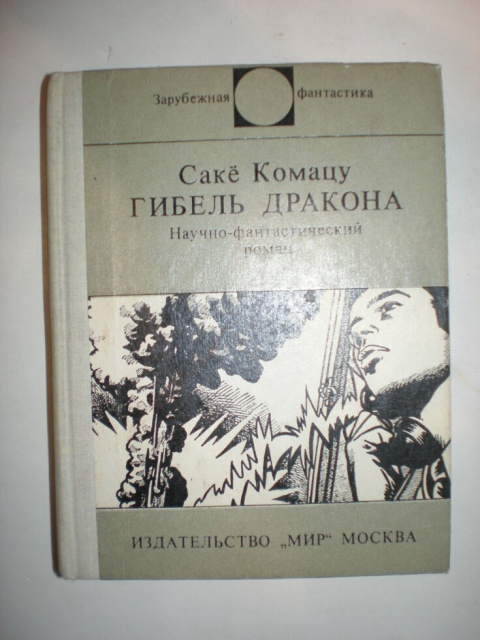 Зарубежная фантастика
Сакё Комацу
ГИБЕЛЬ ДРАКОНА
Научно-фантастический
роман
ИЗДАТЕЛЬСТВО „МИР“ МОСКВА